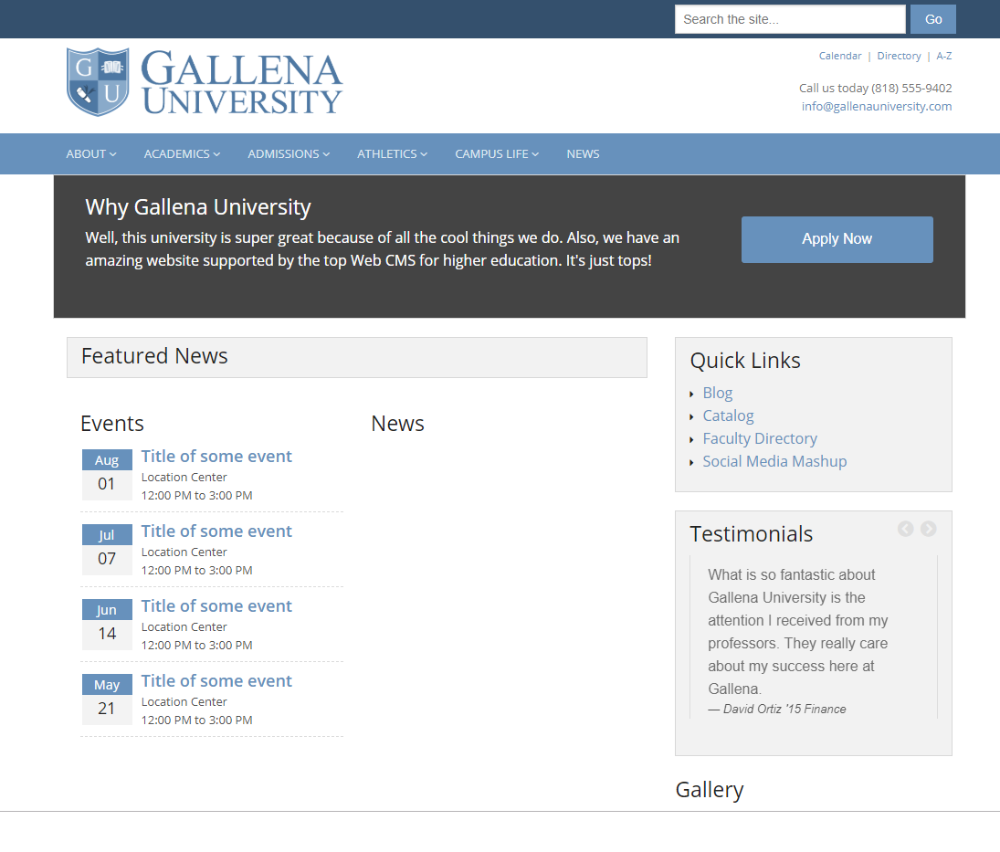 Search the site...
Go
G
U
GALLENA
UNIVERSITY
Calendar | Directory | A-Z
Call us today (818) 555-9402
info@gallenauniversity.com
ABOUT ACADEMICS ADMISSIONS ATHLETICS CAMPUS LIFE NEWS
Why Gallena University
Well, this university is super great because of all the cool things we do. Also, we have an
amazing website supported by the top Web CMS for higher education. It's just tops!
Apply Now
Featured News
Events
Aug
01
Title of some event
Location Center
12:00 PM to 3:00 PM
Jul
07
Title of some event
Location Center
12:00 PM to 3:00 PM
Jun
14
Title of some event
Location Center
12:00 PM to 3:00 PM
May
21
Title of some event
Location Center
12:00 PM to 3:00 PM
News
Quick Links
Blog
Catalog
Faculty Directory
Social Media Mashup
Testimonials
What is so fantastic about
Gallena University is the
attention I received from my
professors. They really care
about my success here at
Gallena.
— David Ortiz '15 Finance
Gallery